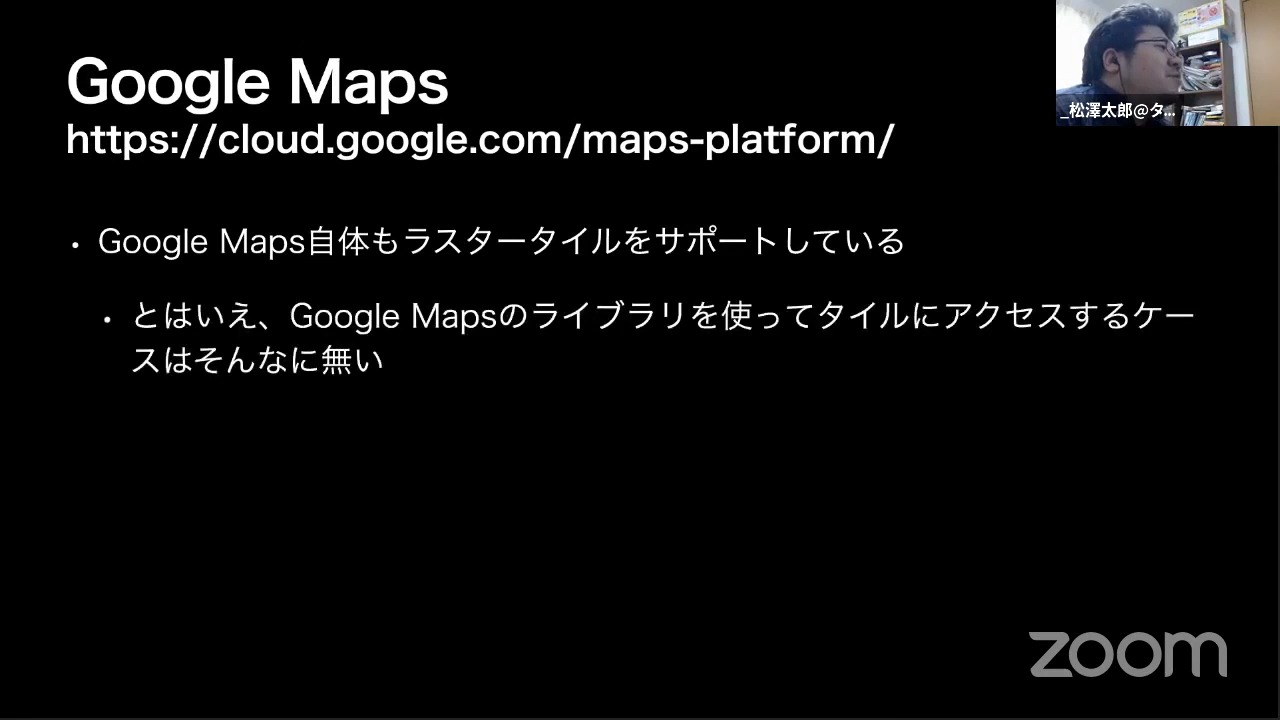 Google Maps
https://cloud.google.com/maps-platform/
_松澤太郎@タ...
・Google Maps自体もラスタータイルをサポートしている
・とはいえ、Google Mapsのライブラリを使ってタイルにアクセスするケー
スはそんなに無い
zoom